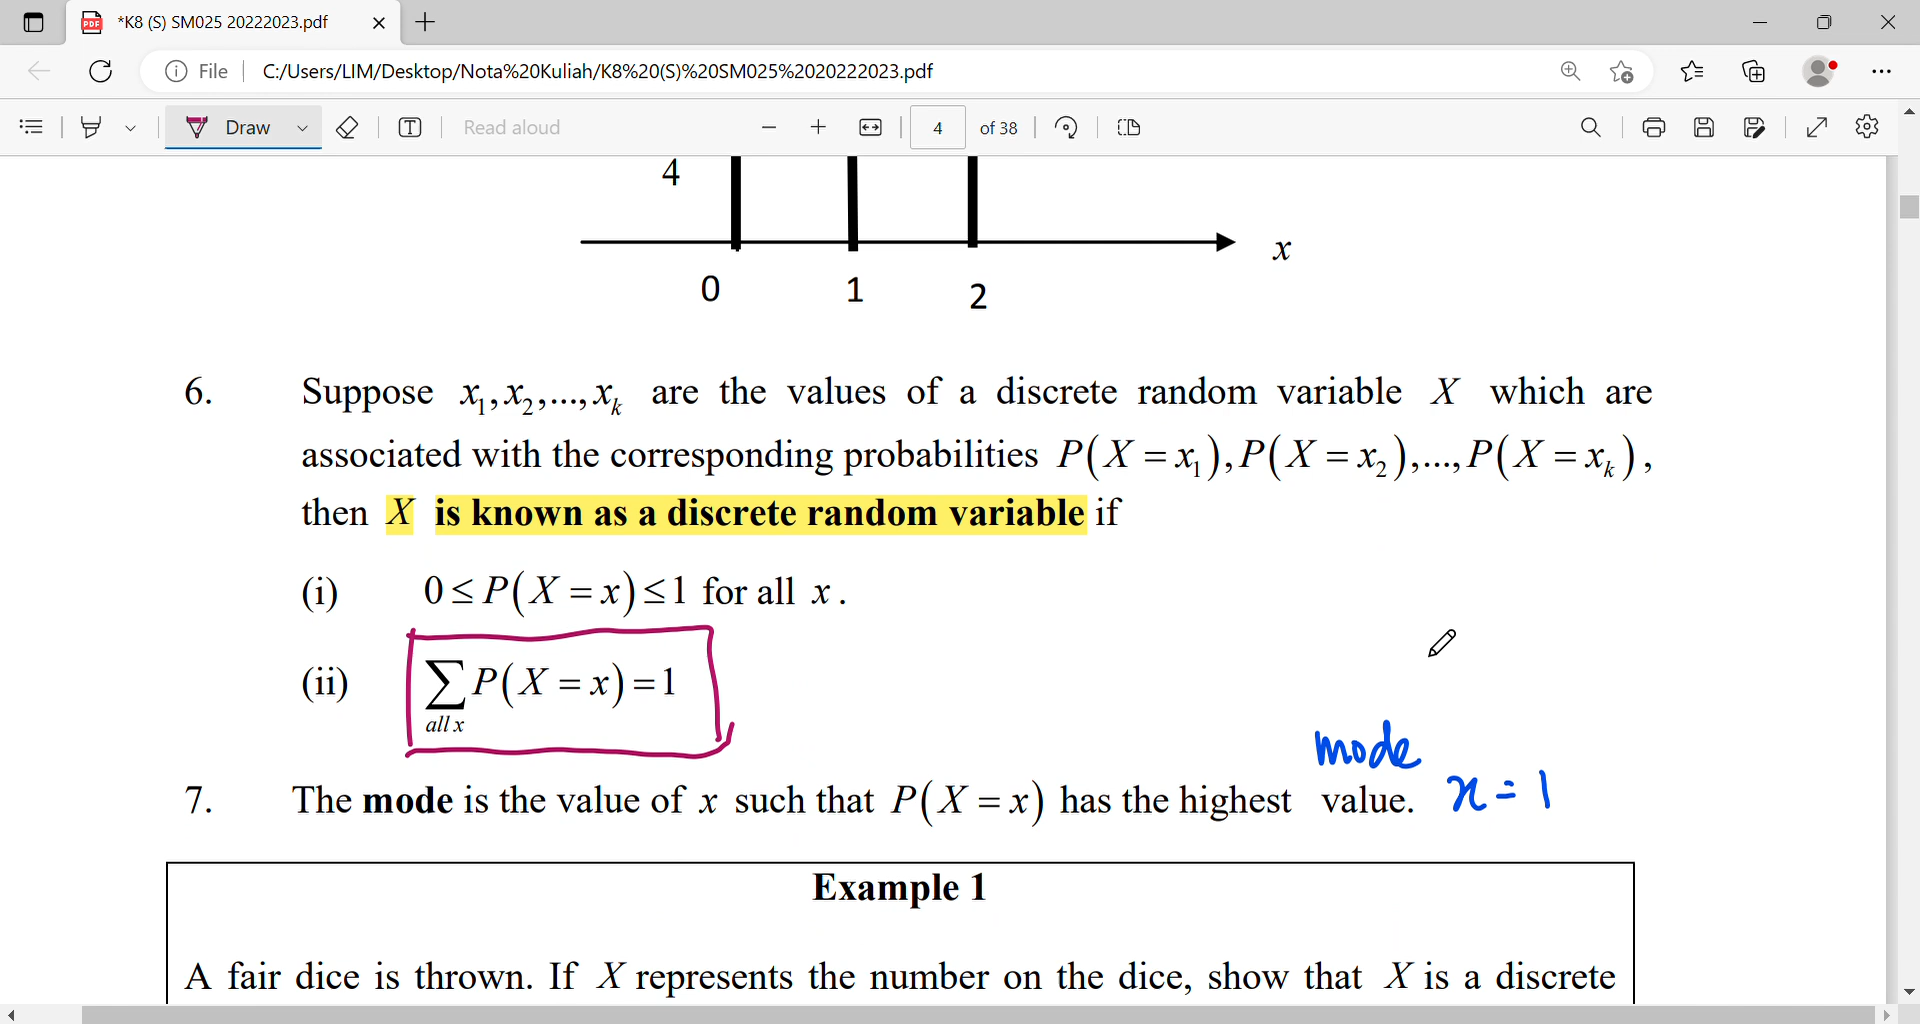 *K8 (S) SM025 20222023.pdf
File C:/Users/LIM/Desktop/Nota%20Kuliah/K8%20(S)%20SM025%2020222023.pdf
Draw T Read aloud 4 of 38
4
x
0 1 2
6. Suppose x₁, x₂,..., xₖ are the values of a discrete random variable X which are
associated with the corresponding probabilities P(X = x₁), P(X = x₂),..., P(X = xₖ),
then X is known as a discrete random variable if
(i) 0 ≤ P(X = x) ≤ 1 for all x.
(ii) ∑ P(X = x) = 1
all x
mode
7. The mode is the value of x such that P(X = x) has the highest value. x = 1
Example 1
A fair dice is thrown. If X represents the number on the dice, show that X is a discrete